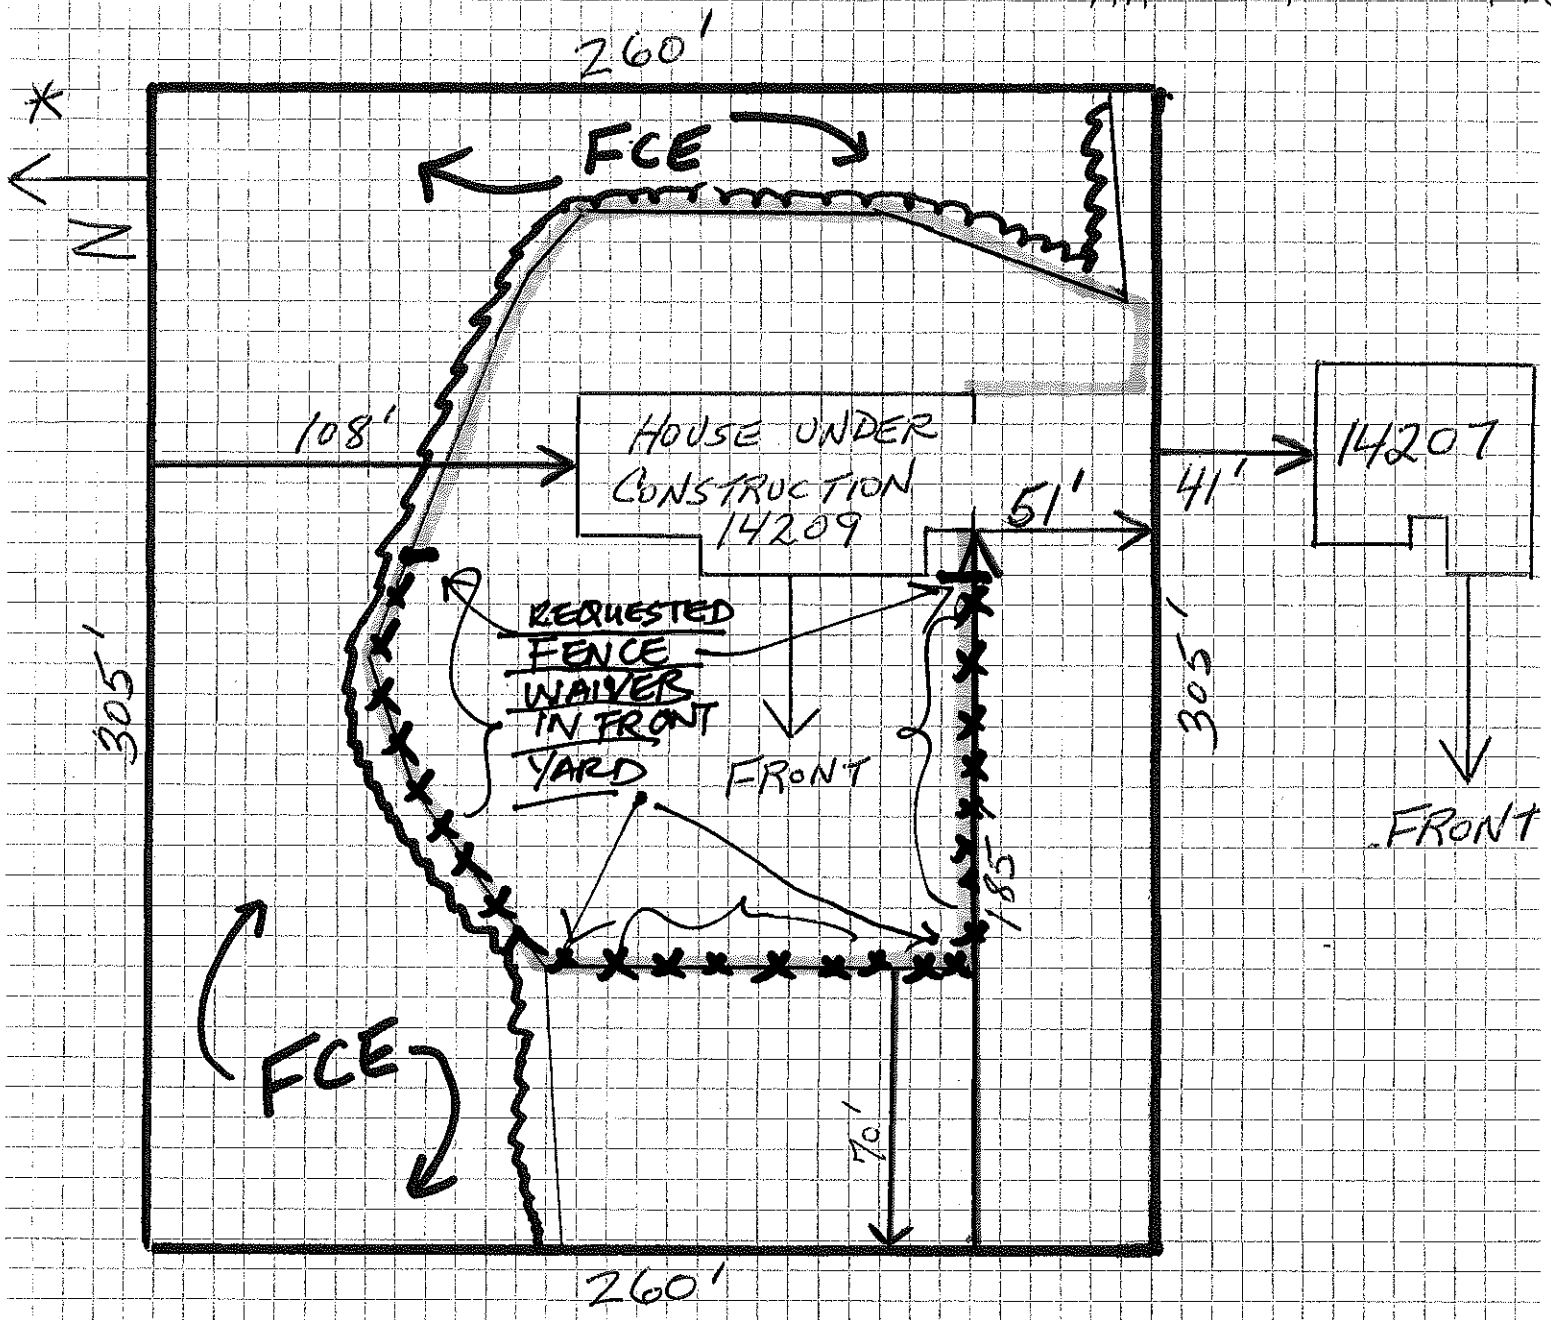 260'
*
FCE
N
108'
HOUSE UNDER
CONSTRUCTION
14209
51'
41'
14207
REQUESTED
FENCE
WAIVER
IN FRONT
YARD
FRONT
305'
305'
FRONT
185'
FCE
70'
260'